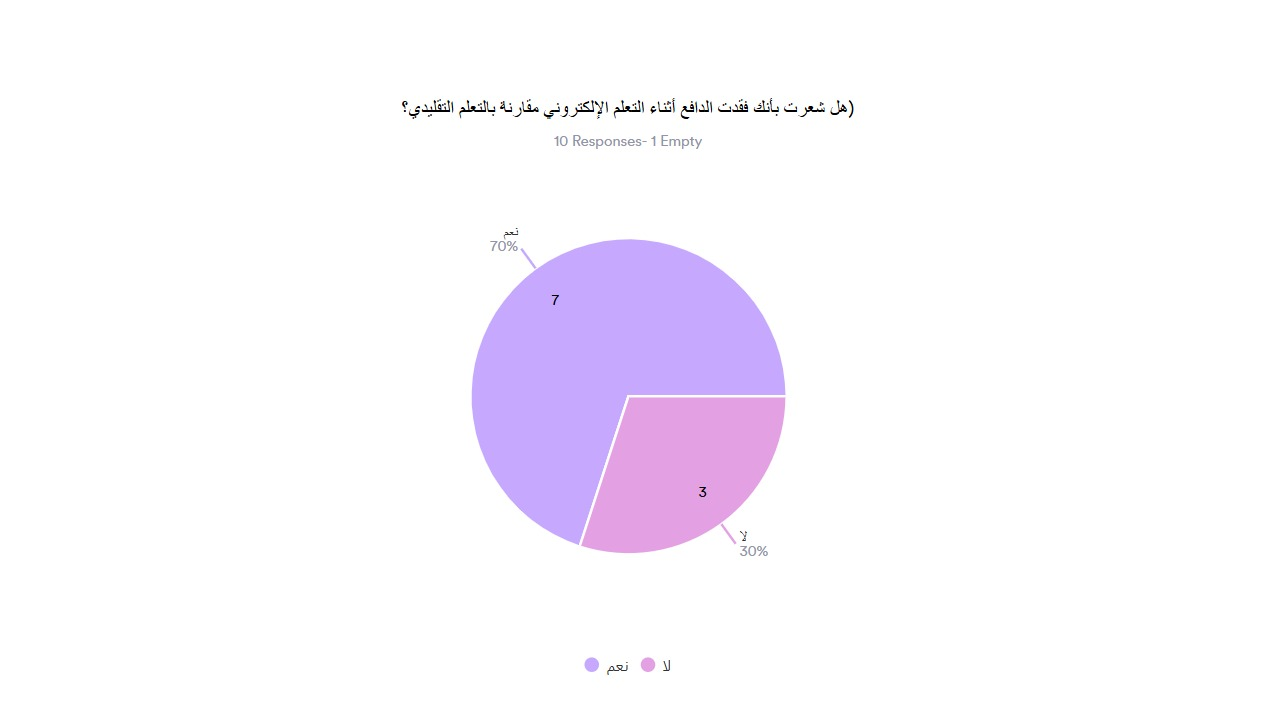 (هل شعرت بأنك فقدت الدافع أثناء التعلم الإلكتروني مقارنة بالتعلم التقليدي؟
10 Responses- 1 Empty
نعم
70%
7
3
لا
30%
نعم
لا